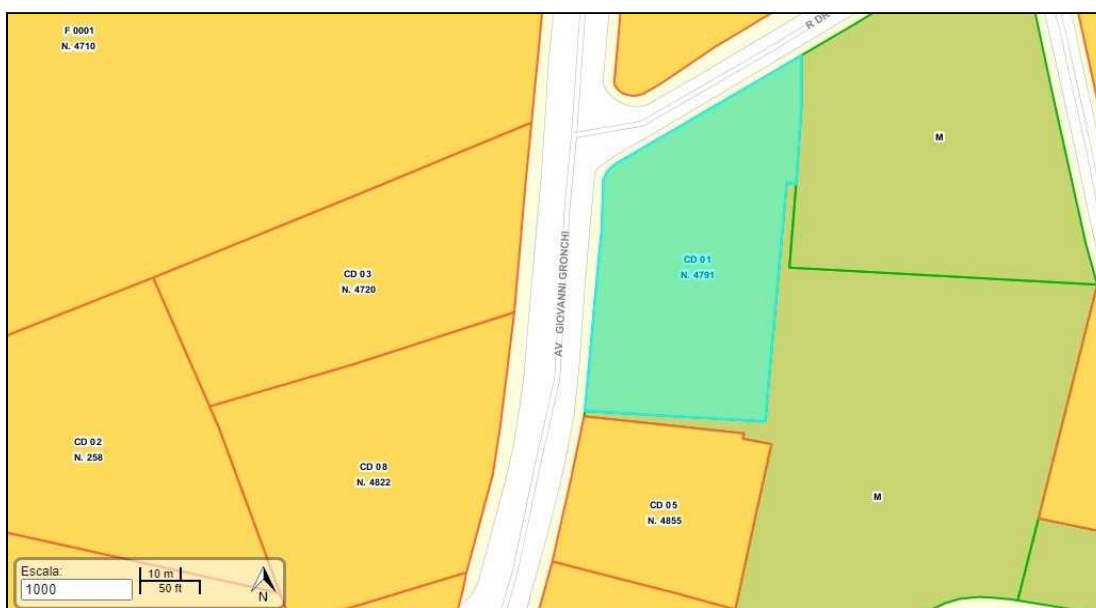 F 0001
N. 4710
R DR
M
CD 01
N. 4791
CD 03
N. 4720
AV GIOVANNI GRONCHI
CD 02
N. 258
CD 08
N. 4822
CD 05
N. 4855
M
Escala:
1000
10 m
50 ft
N